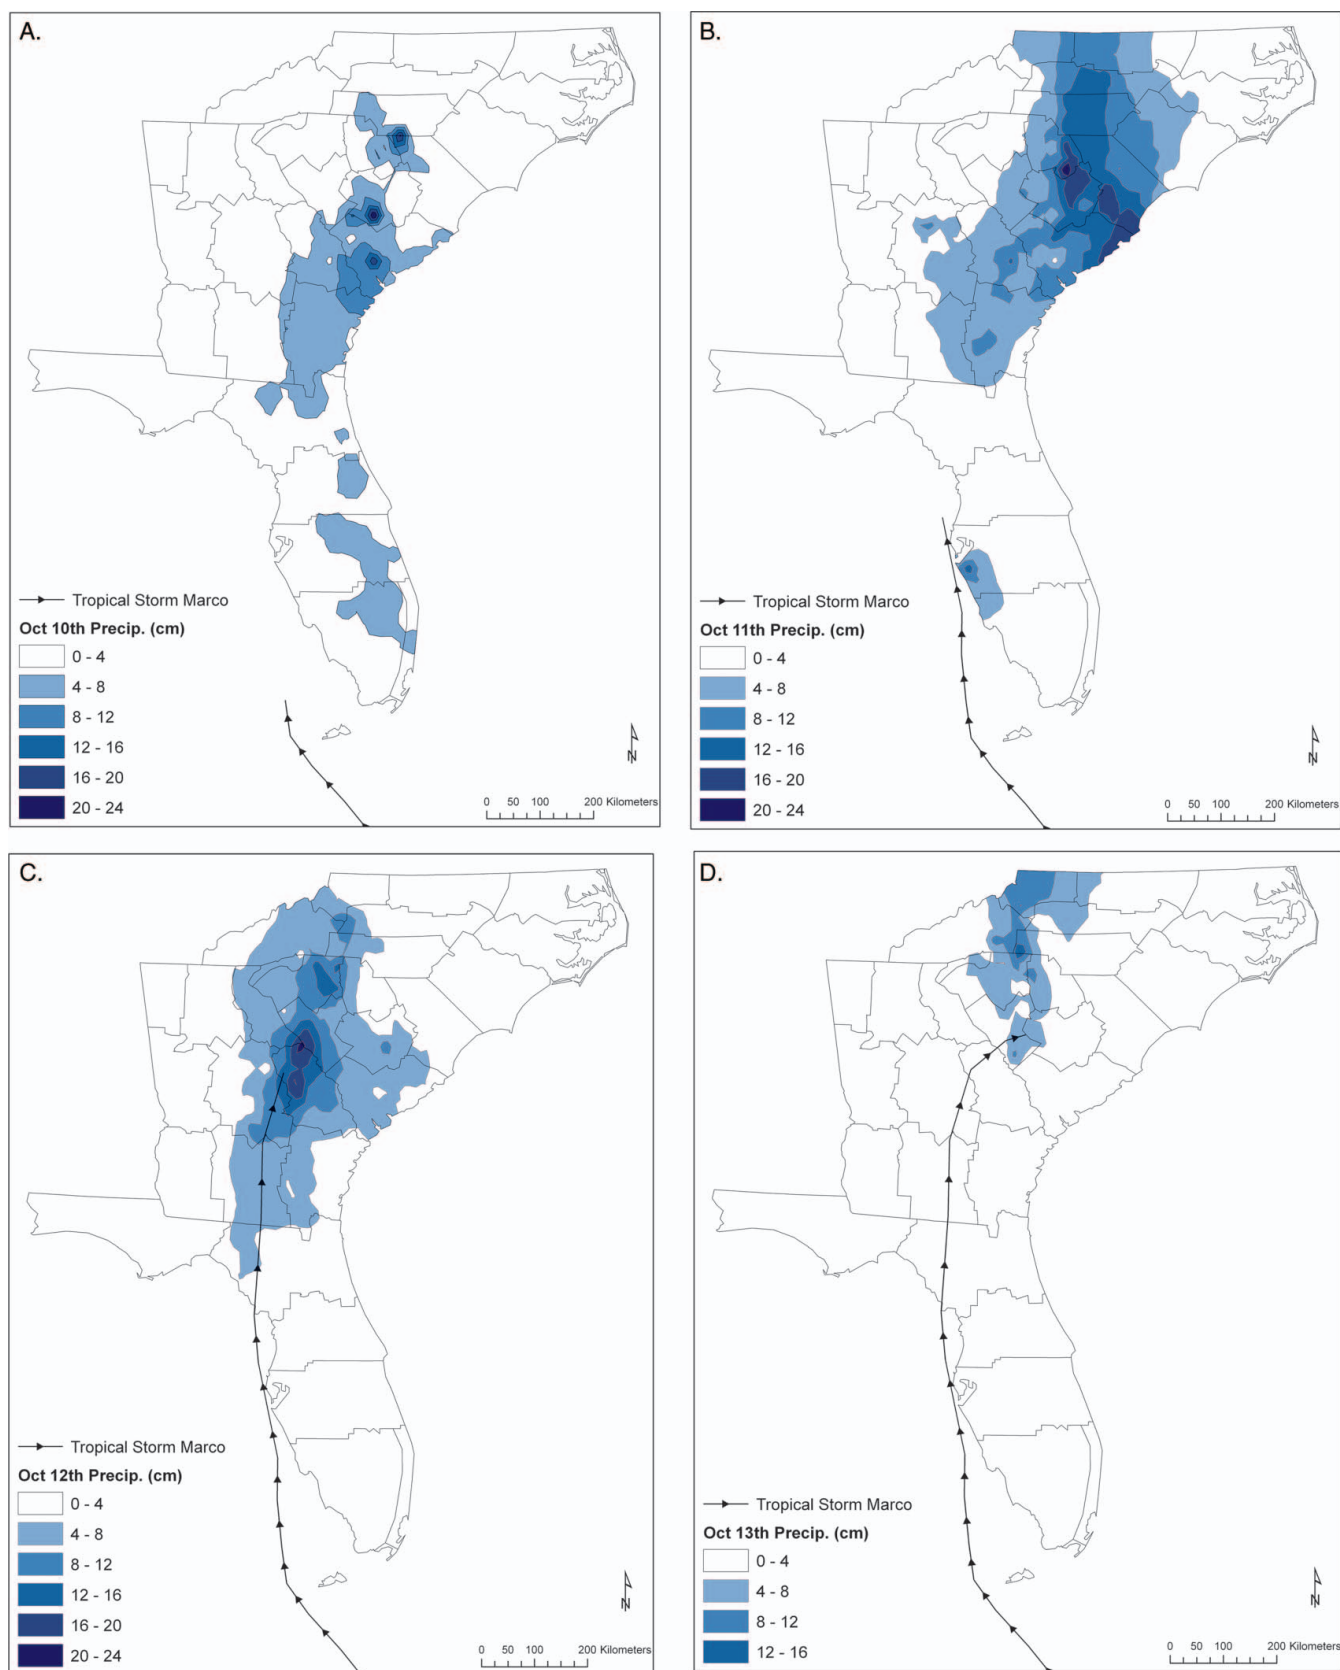 A.
Tropical Storm Marco
Oct 10th Precip. (cm)
0 - 4
4 - 8
8 - 12
12 - 16
16 - 20
20 - 24
N
0 50 100 200 Kilometers
B.
Tropical Storm Marco
Oct 11th Precip. (cm)
0 - 4
4 - 8
8 - 12
12 - 16
16 - 20
20 - 24
N
0 50 100 200 Kilometers
C.
Tropical Storm Marco
Oct 12th Precip. (cm)
0 - 4
4 - 8
8 - 12
12 - 16
16 - 20
20 - 24
N
0 50 100 200 Kilometers
D.
Tropical Storm Marco
Oct 13th Precip. (cm)
0 - 4
4 - 8
8 - 12
12 - 16
N
0 50 100 200 Kilometers